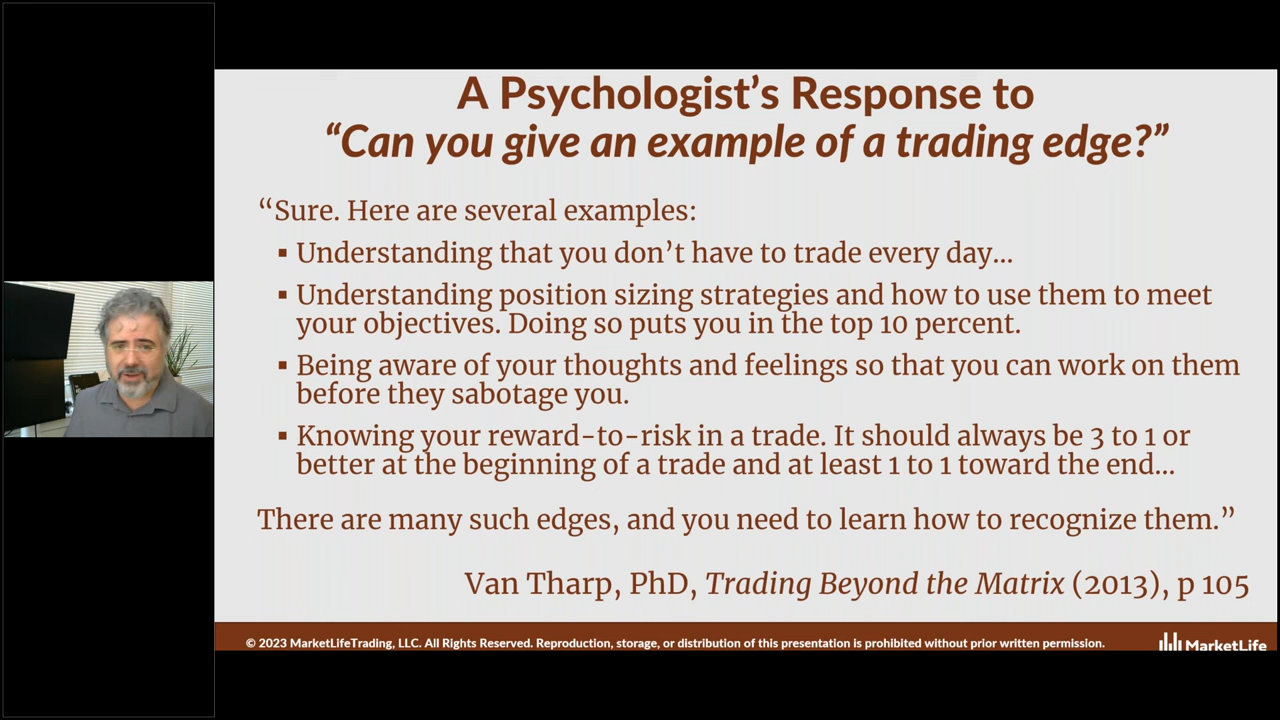 A Psychologist’s Response to
“Can you give an example of a trading edge?”
“Sure. Here are several examples:
▪ Understanding that you don’t have to trade every day…
▪ Understanding position sizing strategies and how to use them to meet
your objectives. Doing so puts you in the top 10 percent.
▪ Being aware of your thoughts and feelings so that you can work on them
before they sabotage you.
▪ Knowing your reward-to-risk in a trade. It should always be 3 to 1 or
better at the beginning of a trade and at least 1 to 1 toward the end…
There are many such edges, and you need to learn how to recognize them.”
Van Tharp, PhD, Trading Beyond the Matrix (2013), p 105
© 2023 MarketLifeTrading, LLC. All Rights Reserved. Reproduction, storage, or distribution of this presentation is prohibited without prior written permission.
MarketLife